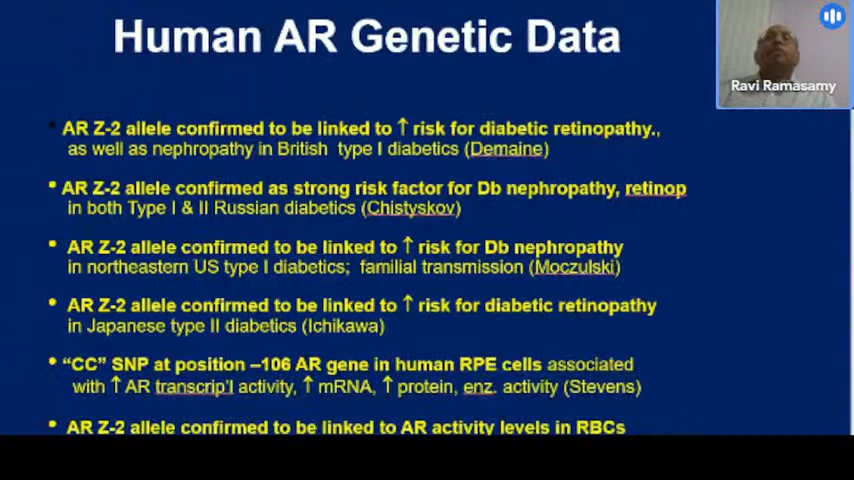 Human AR Genetic Data
Ravi Ramasamy
• AR Z-2 allele confirmed to be linked to ↑ risk for diabetic retinopathy.,
as well as nephropathy in British type I diabetics (Demaine)
• AR Z-2 allele confirmed as strong risk factor for Db nephropathy, retinop
in both Type I & II Russian diabetics (Chistyskov)
• AR Z-2 allele confirmed to be linked to ↑ risk for Db nephropathy
in northeastern US type I diabetics; familial transmission (Moczulski)
• AR Z-2 allele confirmed to be linked to ↑ risk for diabetic retinopathy
in Japanese type II diabetics (Ichikawa)
• “CC” SNP at position –106 AR gene in human RPE cells associated
with ↑ AR transcrip'l activity, ↑ mRNA, ↑ protein, enz. activity (Stevens)
• AR Z-2 allele confirmed to be linked to AR activity levels in RBCs